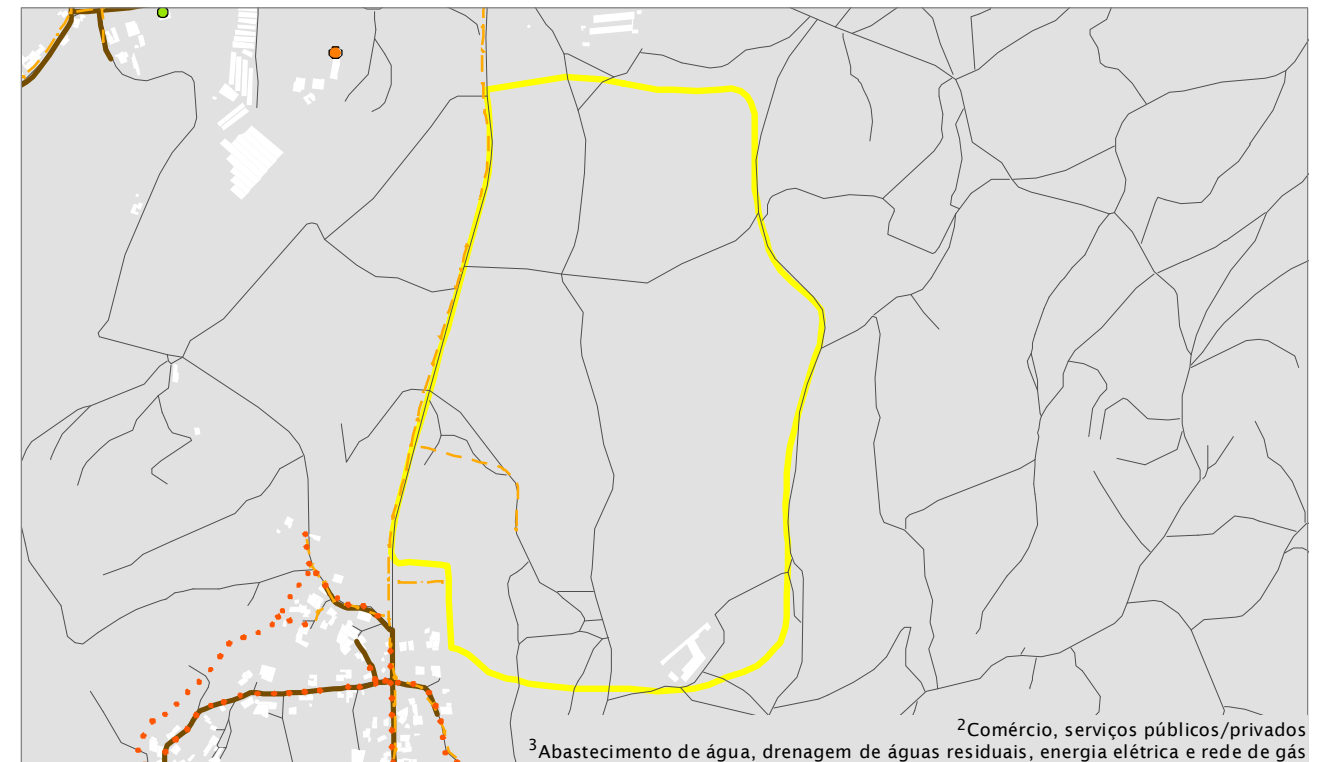 ²Comércio, serviços públicos/privados
³Abastecimento de água, drenagem de águas residuais, energia elétrica e rede de gás